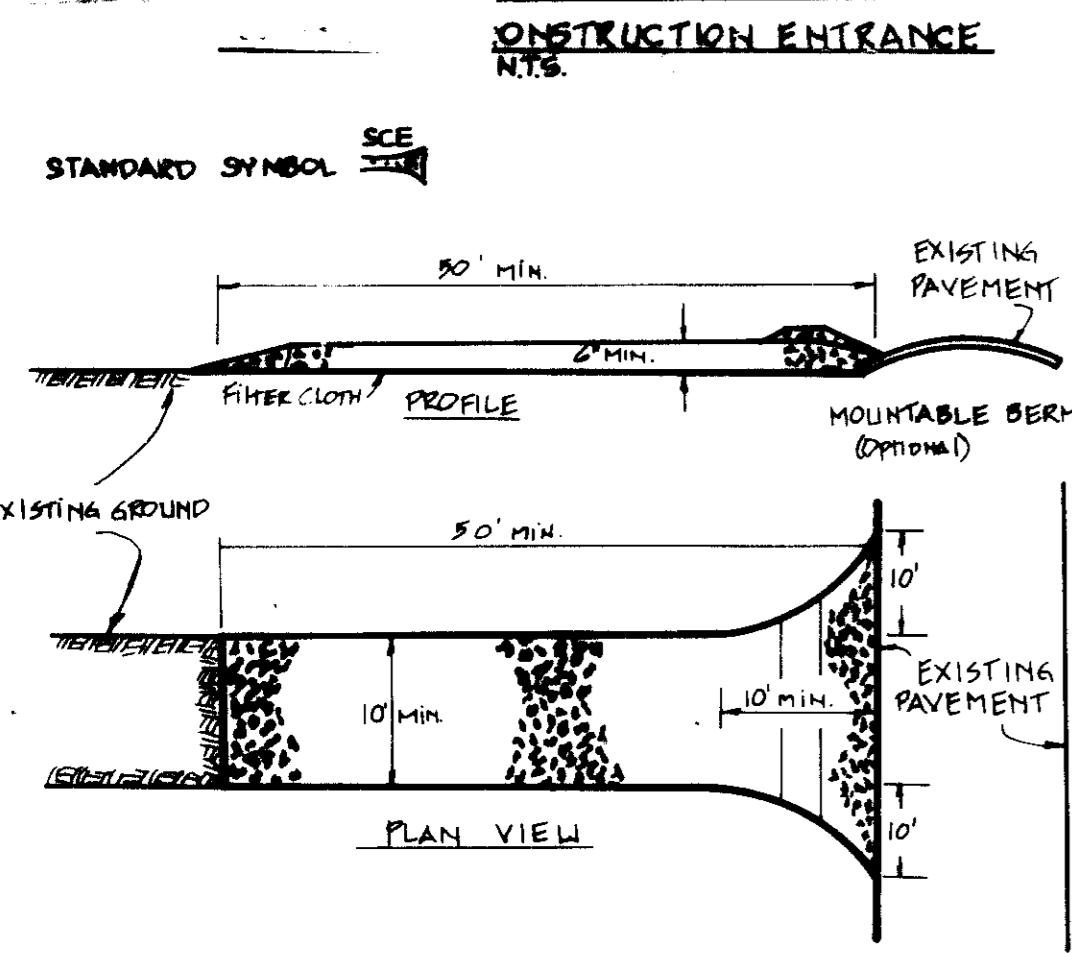 ONSTRUCTION ENTRANCE
N.T.S.
STANDARD SYMBOL
SCE
50' MIN.
EXISTING
PAVEMENT
6" MIN.
FILTER CLOTH
PROFILE
MOUNTABLE BERM
(OPTIONAL)
XISTING GROUND
50' MIN.
10'
10' MIN.
10' MIN.
EXISTING
PAVEMENT
10'
PLAN VIEW